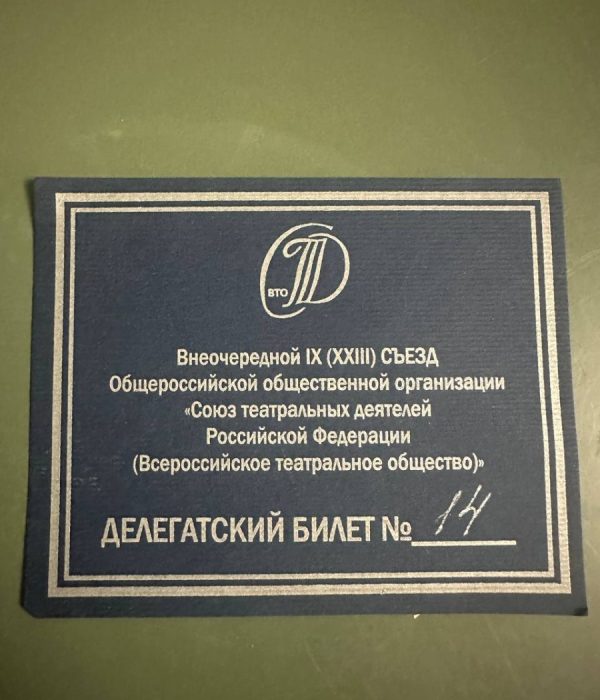 СТД
ВТО
Внеочередной IX (XXIII) СЪЕЗД
Общероссийской общественной организации
«Союз театральных деятелей
Российской Федерации
(Всероссийское театральное общество)»
ДЕЛЕГАТСКИЙ БИЛЕТ № 14